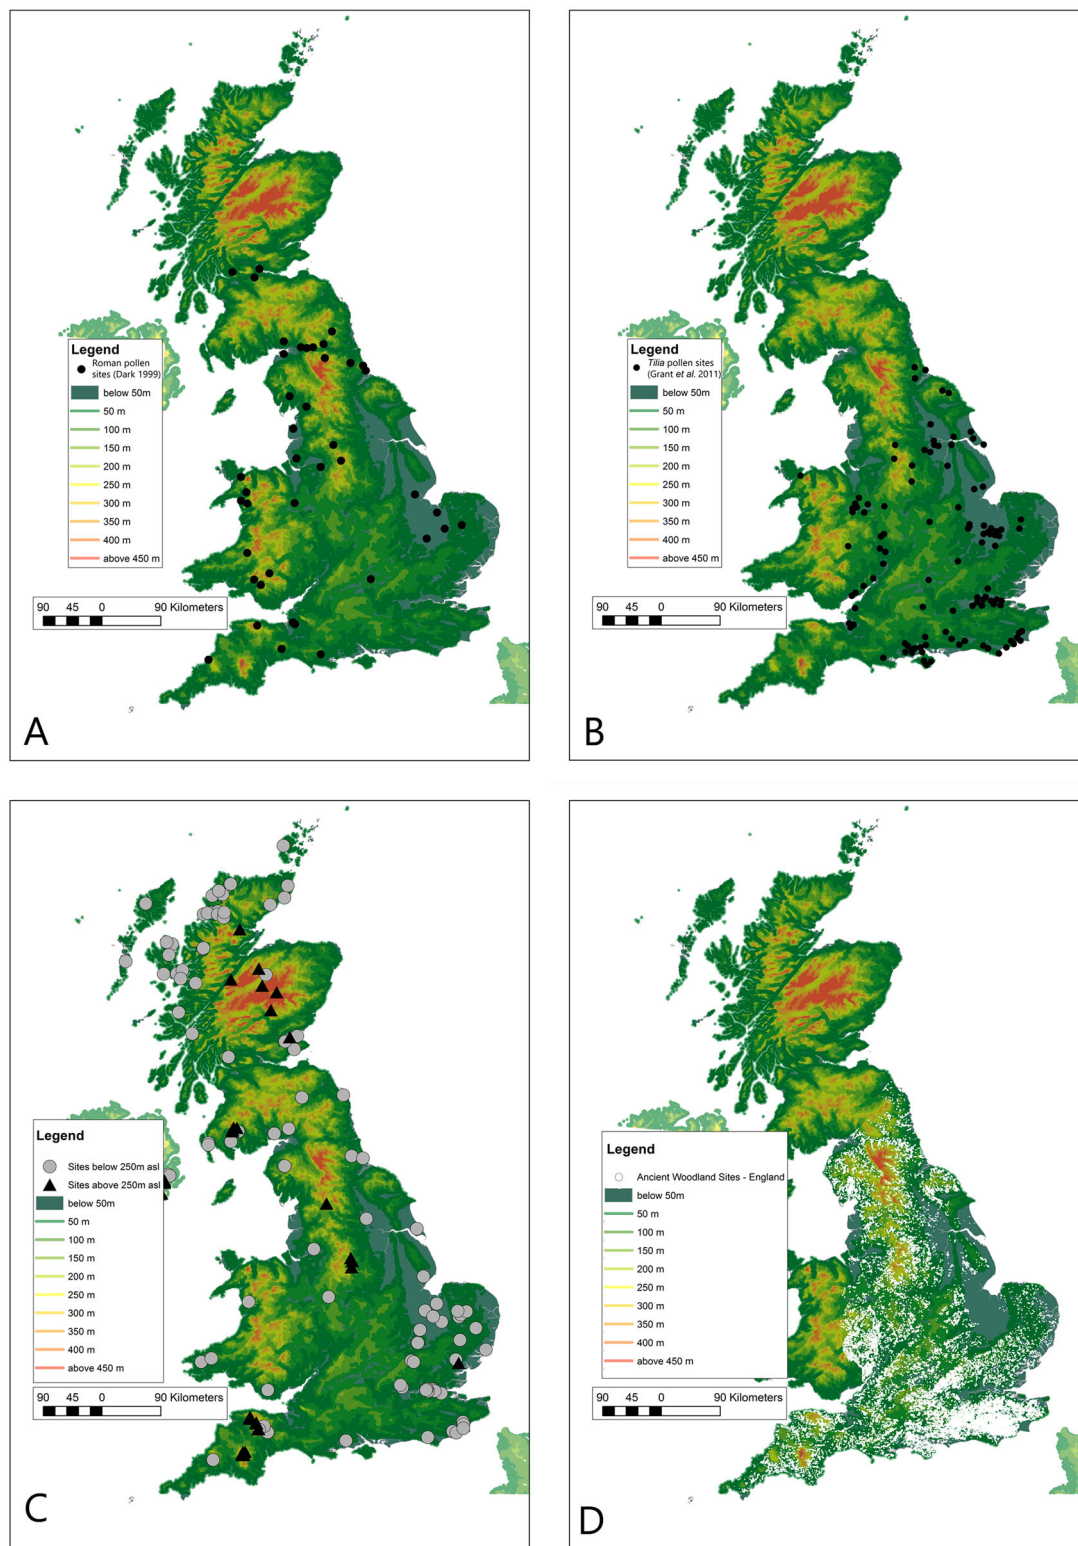 Legend
Roman pollen
sites (Dark 1999)
below 50m
50 m
100 m
150 m
200 m
250 m
300 m
350 m
400 m
above 450 m
90 45 0 90 Kilometers
A
Legend
Tilia pollen sites
(Grant et al. 2011)
below 50m
50 m
100 m
150 m
200 m
250 m
300 m
350 m
400 m
above 450 m
90 45 0 90 Kilometers
B
Legend
Sites below 250m asl
Sites above 250m asl
below 50m
50 m
100 m
150 m
200 m
250 m
300 m
350 m
400 m
above 450 m
90 45 0 90 Kilometers
C
Legend
Ancient Woodland Sites - England
below 50m
50 m
100 m
150 m
200 m
250 m
300 m
350 m
400 m
above 450 m
90 45 0 90 Kilometers
D